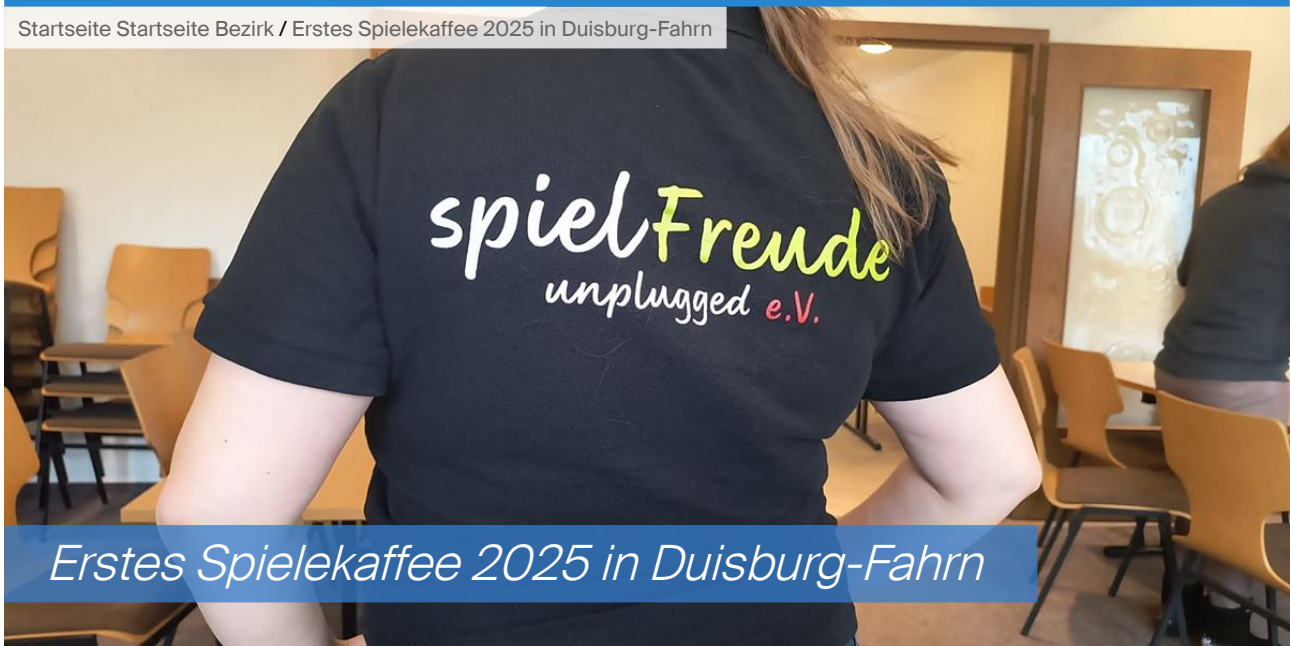 Startseite Startseite Bezirk / Erstes Spielekaffee 2025 in Duisburg-Fahrn
spielFreude
unplugged e.V.
Erstes Spielekaffee 2025 in Duisburg-Fahrn